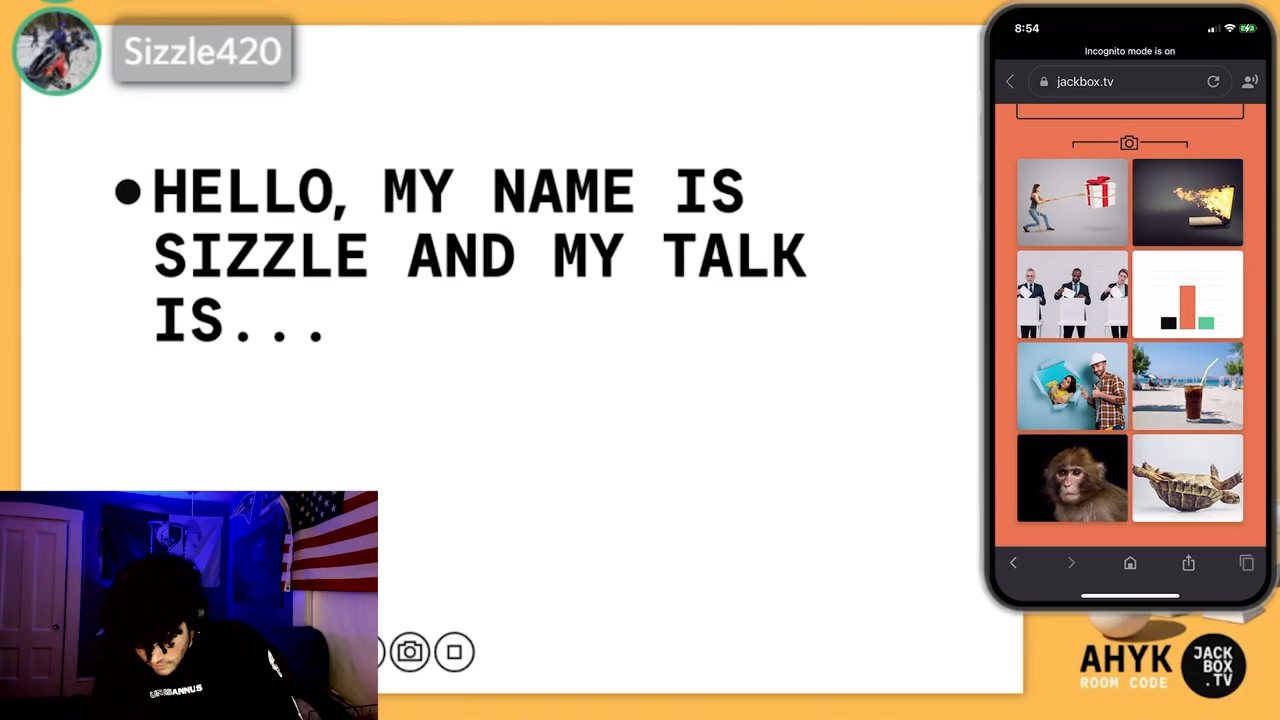 Sizzle420
• HELLO, MY NAME IS
SIZZLE AND MY TALK
IS...
8:54
Incognito mode is on
jackbox.tv
UNUSANNUS
AHYK
ROOM CODE
JACK
BOX
.TV